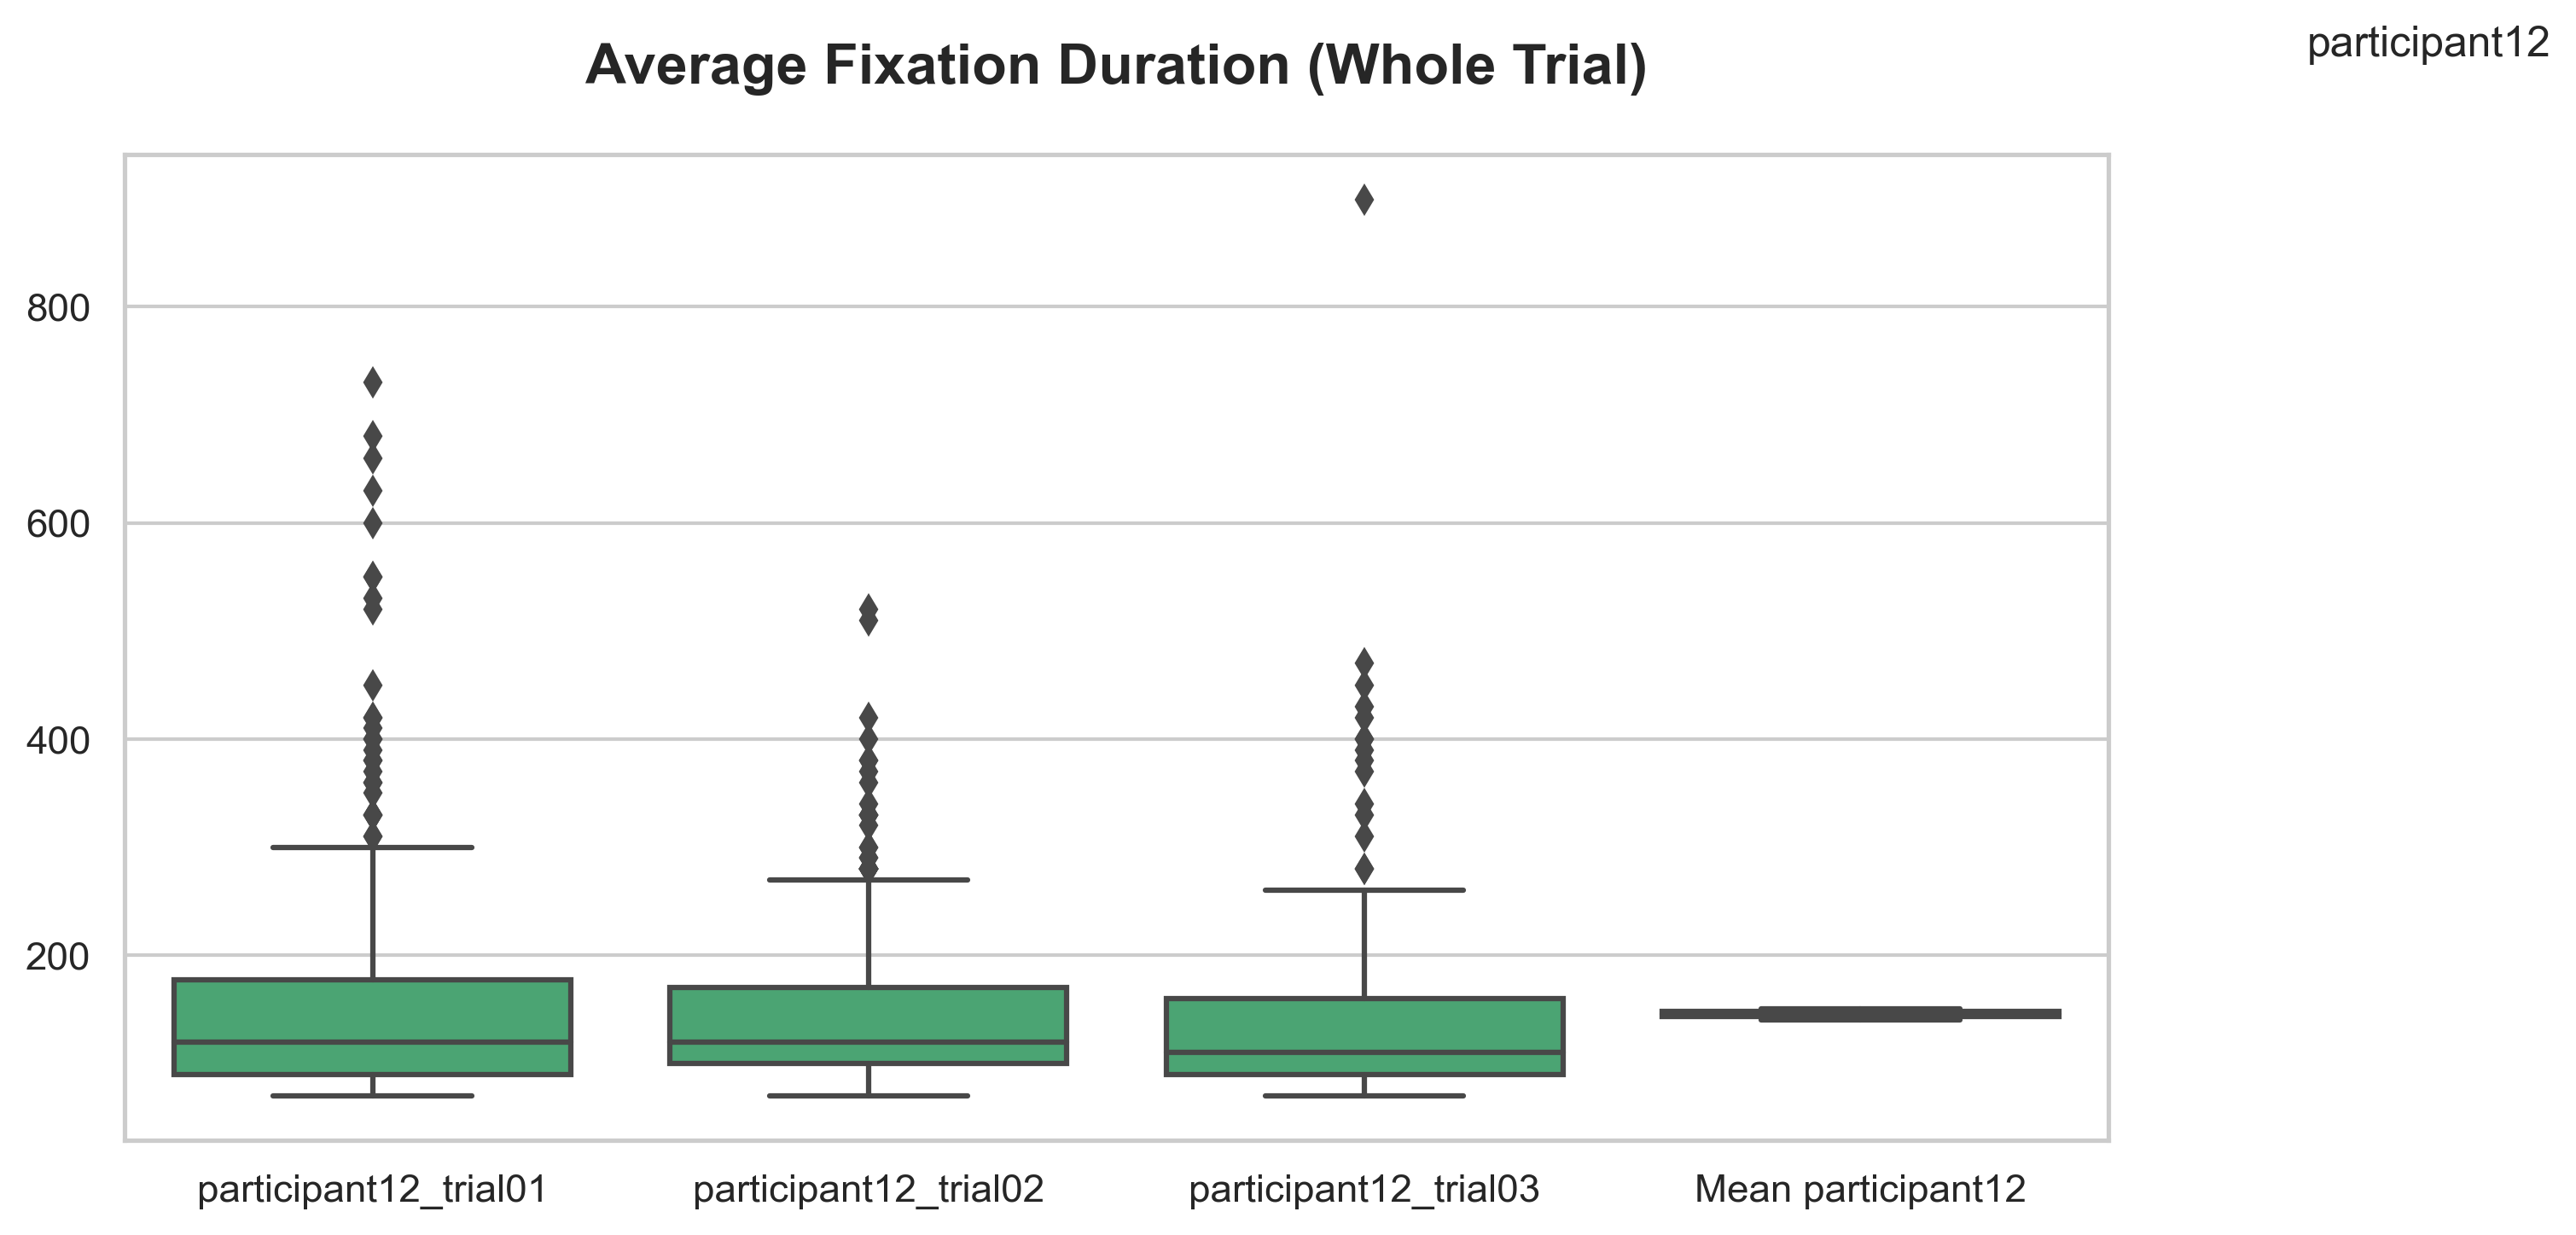 participant12
Average Fixation Duration (Whole Trial)
800
600
400
200
participant12_trial01 participant12_trial02 participant12_trial03 Mean participant12